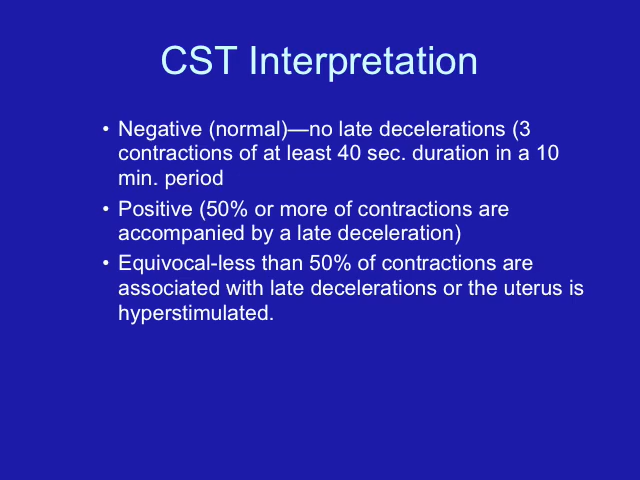 CST Interpretation
• Negative (normal)—no late decelerations (3
contractions of at least 40 sec. duration in a 10
min. period
• Positive (50% or more of contractions are
accompanied by a late deceleration)
• Equivocal-less than 50% of contractions are
associated with late decelerations or the uterus is
hyperstimulated.